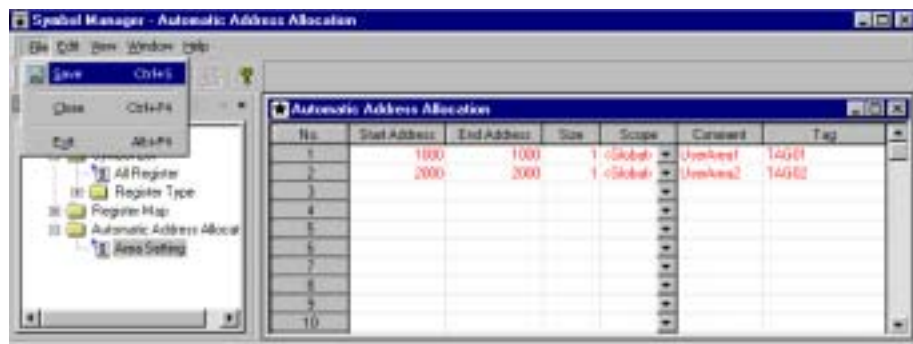 Symbol Manager - Automatic Address Allocation
File Edit View Window Help
Save Ctrl+S
Close Ctrl+F4
Exit Alt+F4
All Register
Register Type
Register Map
Automatic Address Allocat
Area Setting
Automatic Address Allocation
No. Start Address End Address Size Scope Comment Tag
1 1000 1000 1 <Global> UserArea1 TAG01
2 2000 2000 1 <Global> UserArea2 TAG02
3
4
5
6
7
8
9
10